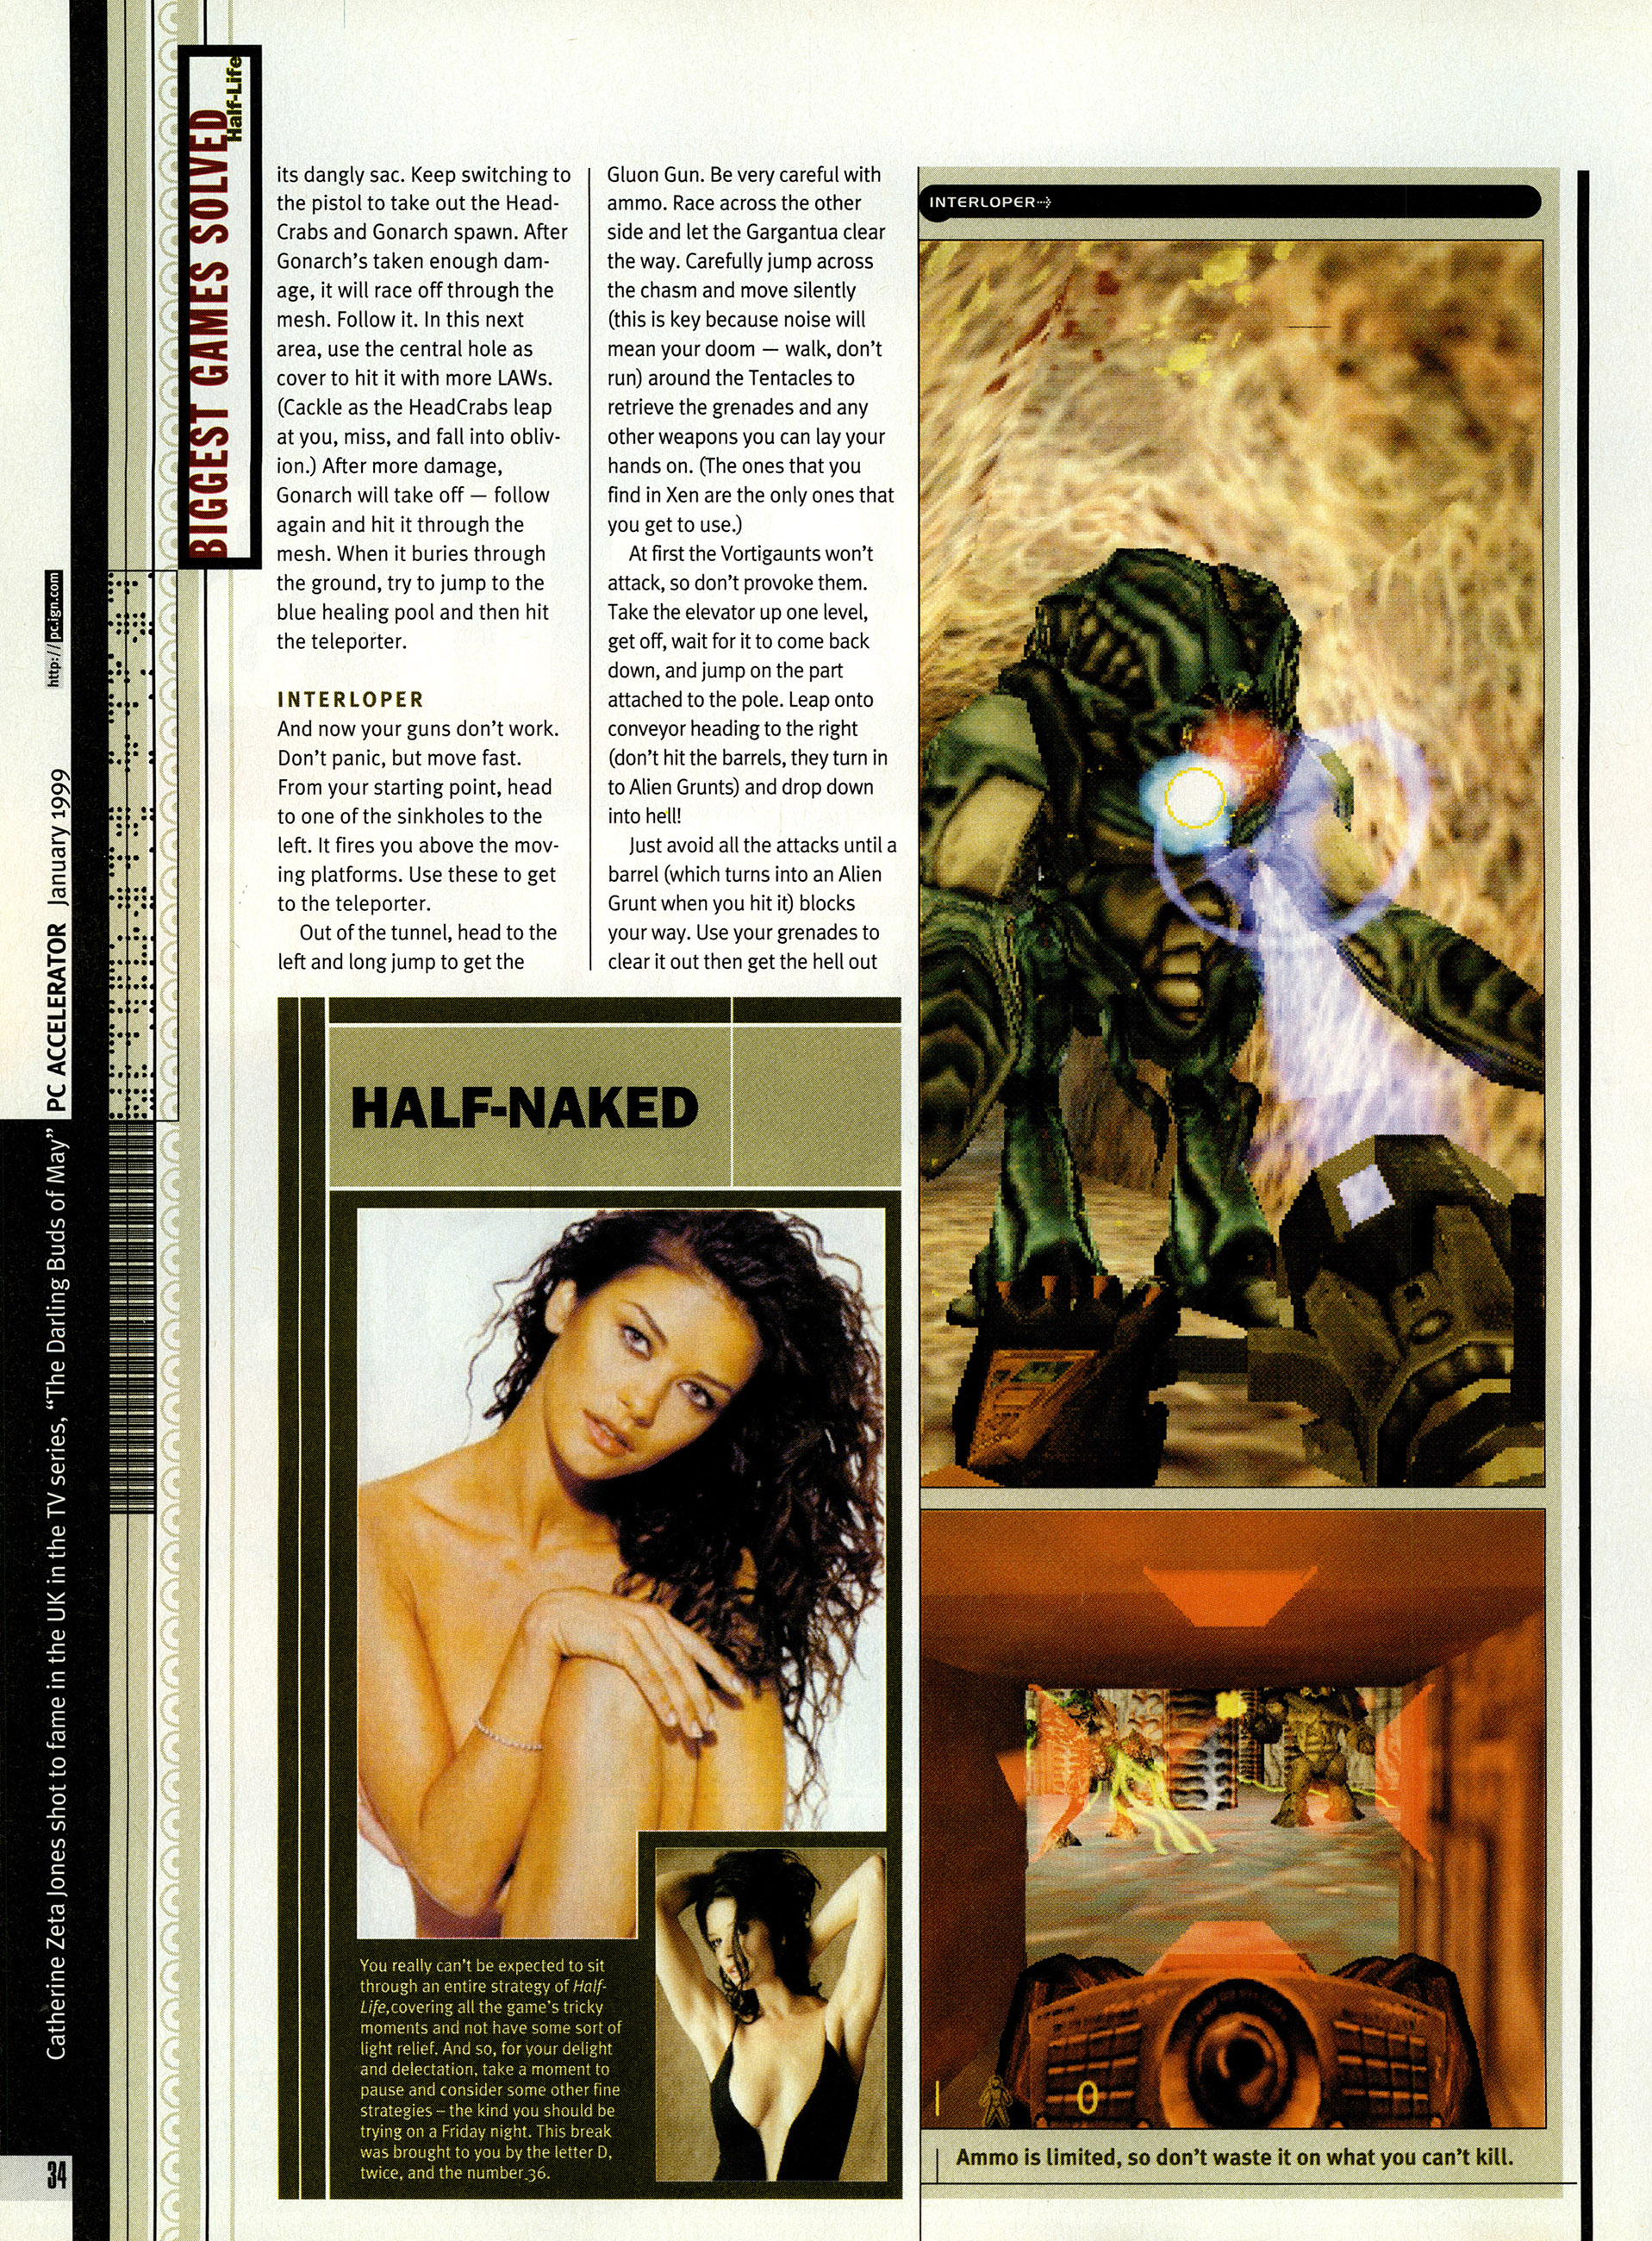 BIGGEST GAMES SOLVED
Half-Life
its dangly sac. Keep switching to
the pistol to take out the Head-
Crabs and Gonarch spawn. After
Gonarch's taken enough dam-
age, it will race off through the
mesh. Follow it. In this next
area, use the central hole as
cover to hit it with more LAWs.
(Cackle as the HeadCrabs leap
at you, miss, and fall into obliv-
ion.) After more damage,
Gonarch will take off — follow
again and hit it through the
mesh. When it buries through
the ground, try to jump to the
blue healing pool and then hit
the teleporter.
INTERLOPER
And now your guns don't work.
Don't panic, but move fast.
From your starting point, head
to one of the sinkholes to the
left. It fires you above the mov-
ing platforms. Use these to get
to the teleporter.
Out of the tunnel, head to the
left and long jump to get the
Gluon Gun. Be very careful with
ammo. Race across the other
side and let the Gargantua clear
the way. Carefully jump across
the chasm and move silently
(this is key because noise will
mean your doom — walk, don't
run) around the Tentacles to
retrieve the grenades and any
other weapons you can lay your
hands on. (The ones that you
find in Xen are the only ones that
you get to use.)
At first the Vortigaunts won't
attack, so don't provoke them.
Take the elevator up one level,
get off, wait for it to come back
down, and jump on the part
attached to the pole. Leap onto
conveyor heading to the right
(don't hit the barrels, they turn in
to Alien Grunts) and drop down
into hell!
Just avoid all the attacks until a
barrel (which turns into an Alien
Grunt when you hit it) blocks
your way. Use your grenades to
clear it out then get the hell out
INTERLOPER
HALF-NAKED
You really can't be expected to sit
through an entire strategy of Half-
Life,covering all the game's tricky
moments and not have some sort of
light relief. And so, for your delight
and delectation, take a moment to
pause and consider some other fine
strategies – the kind you should be
trying on a Friday night. This break
was brought to you by the letter D,
twice, and the number 36.
0
Ammo is limited, so don't waste it on what you can't kill.
http://pc.ign.com
PC ACCELERATOR January 1999
Catherine Zeta Jones shot to fame in the UK in the TV series, "The Darling Buds of May"
34